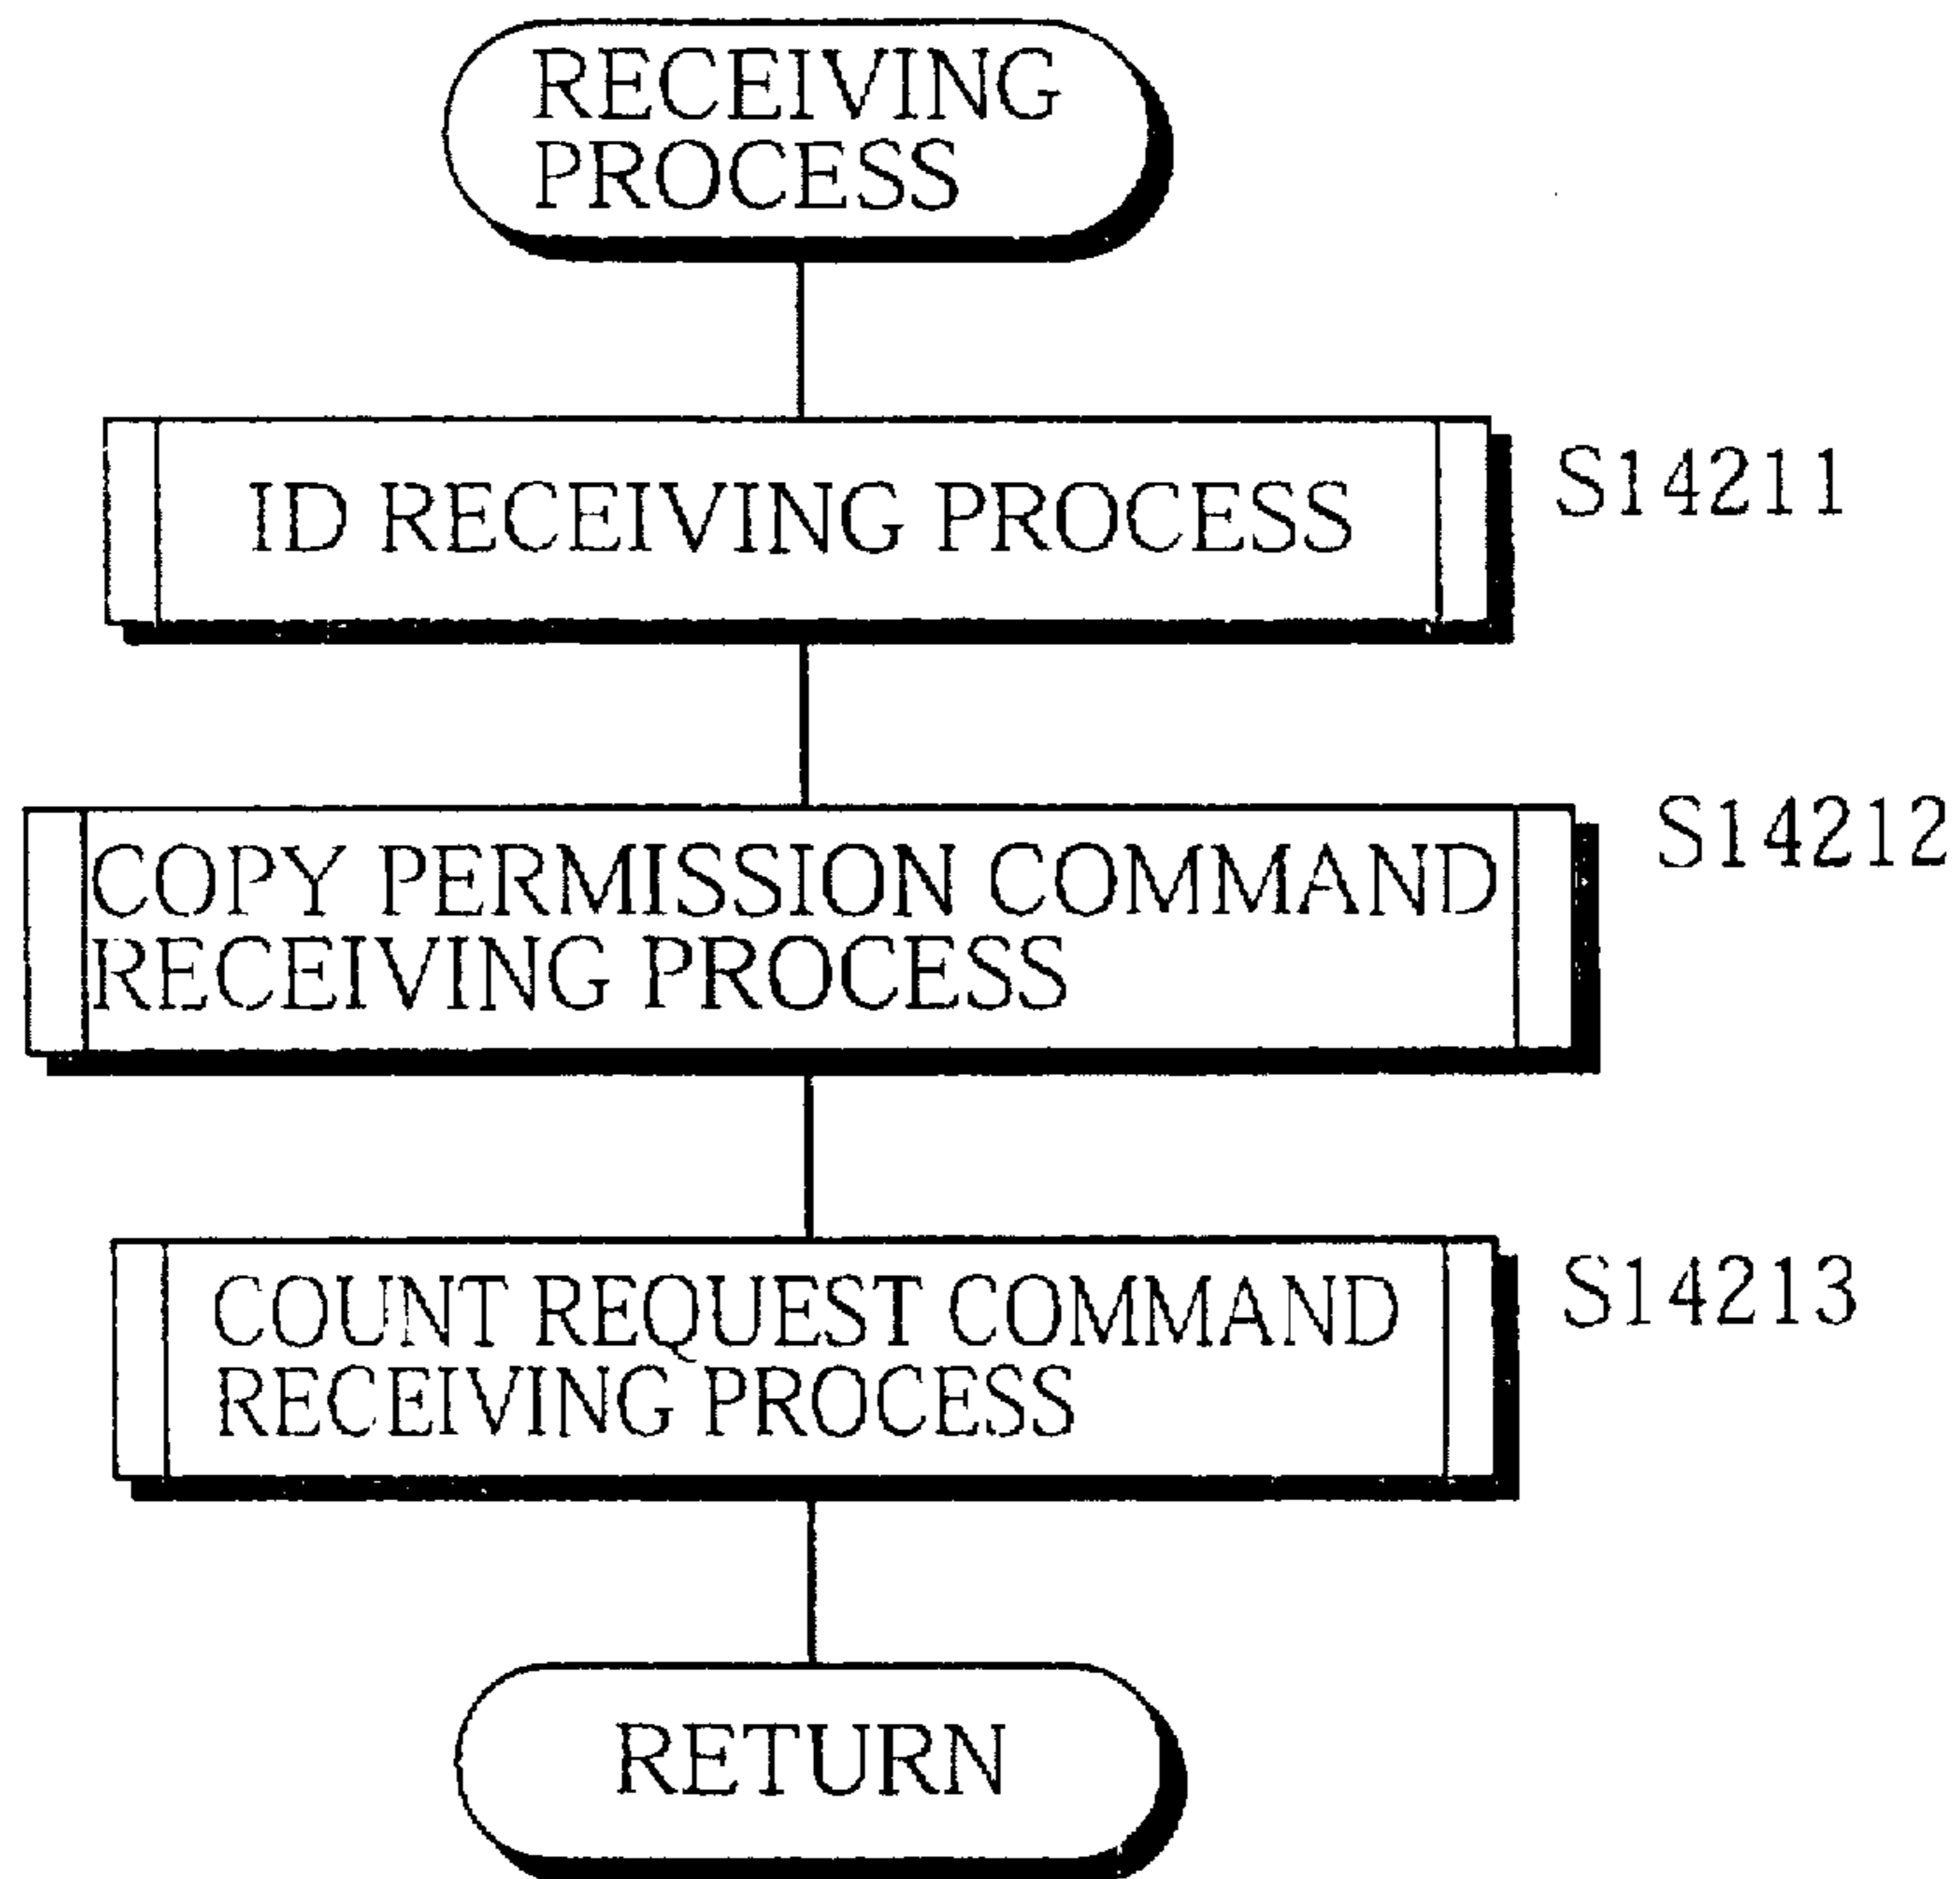 RECEIVING
PROCESS
ID RECEIVING PROCESS
S14211
COPY PERMISSION COMMAND
RECEIVING PROCESS
S14212
COUNT REQUEST COMMAND
RECEIVING PROCESS
S14213
RETURN